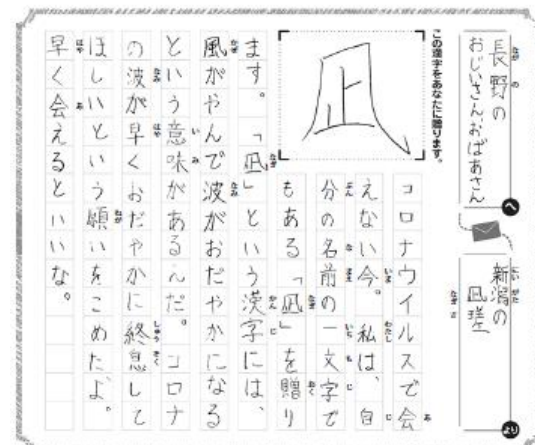 長野の
おじいさん、おばあさん
へ
新潟の
凪瑳
より
この漢字をあなたに贈ります。
凪
コロナウイルスで会
えない今。私は、自
分の名前の一文字で
もある「凪」を贈り
ます。「凪」という漢字には、
風がやんで波がおだやかになる
という意味があるんだ。コロナ
の波が早くおだやかに終息して
ほしいという願いをこめたよ。
早く会えるといいな。